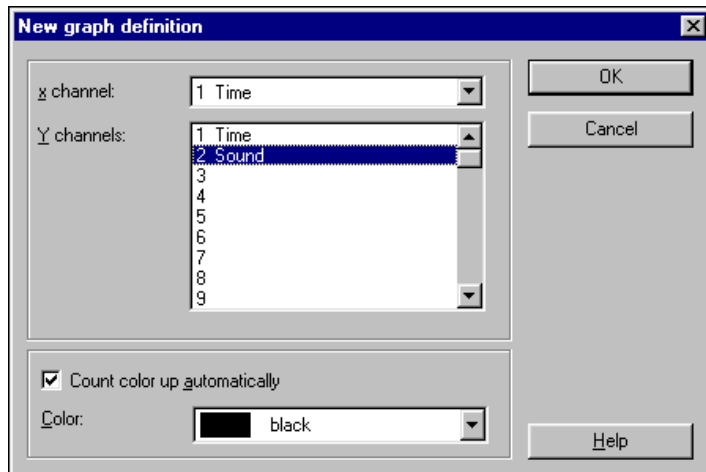 New graph definition
x channel:
1 Time
Y channels:
1 Time
2 Sound
3
4
5
6
7
8
9
OK
Cancel
Count color up automatically
Color:
black
Help